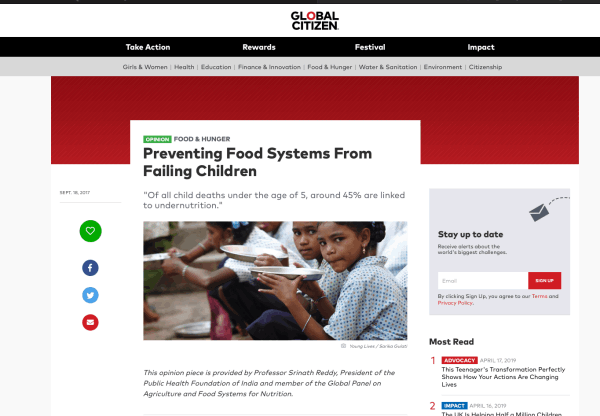 GLOBAL
CITIZEN.
Take Action
Rewards
Festival
Impact
Girls & Women | Health | Education | Finance & Innovation | Food & Hunger | Water & Sanitation | Environment | Citizenship
OPINION FOOD & HUNGER
Preventing Food Systems From
Failing Children
"Of all child deaths under the age of 5, around 45% are linked
to undernutrition."
SEPT. 18, 2017
Young Lives / Sarika Gulati
This opinion piece is provided by Professor Srinath Reddy, President of the
Public Health Foundation of India and member of the Global Panel on
Agriculture and Food Systems for Nutrition.
Stay up to date
Receive alerts about the
world's biggest challenges.
Email
SIGN UP
By clicking Sign Up, you agree to our Terms and
Privacy Policy.
Most Read
1 ADVOCACY APRIL 17, 2019
This Teenager's Transformation Perfectly
Shows How Your Actions Are Changing
Lives
2 IMPACT APRIL 16, 2019
The UK Is Helping Half a Million Children